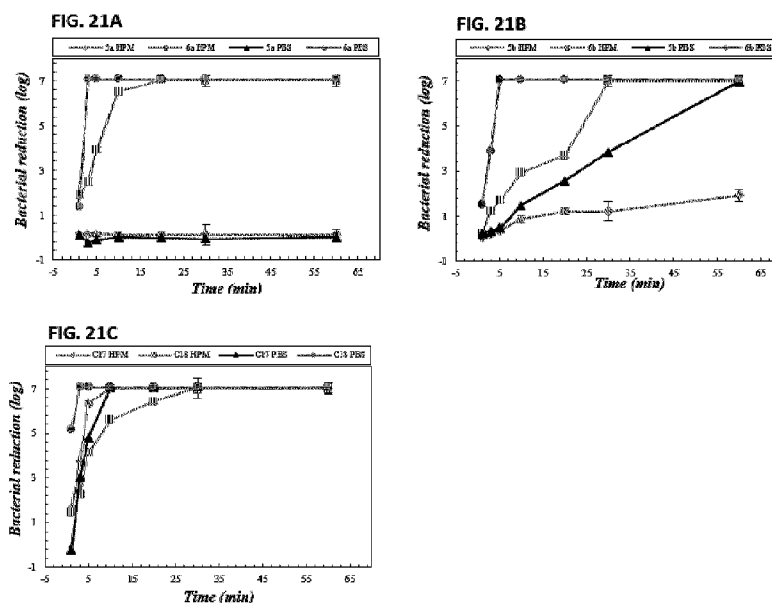 FIG. 21A
5a HPM 6a HPM 5a PBS 6a PBS
Bacterial reduction (log)
7
5
3
1
-1
-5 5 15 25 35 45 55 65
Time (min)
FIG. 21B
5b HPM 6b HPM 5b PBS 6b PBS
Bacterial reduction (log)
7
5
3
1
-1
-5 5 15 25 35 45 55 65
Time (min)
FIG. 21C
C17 HPM C18 HPM C17 PBS C18 PBS
Bacterial reduction (log)
7
5
3
1
-1
-5 5 15 25 35 45 55 65
Time (min)